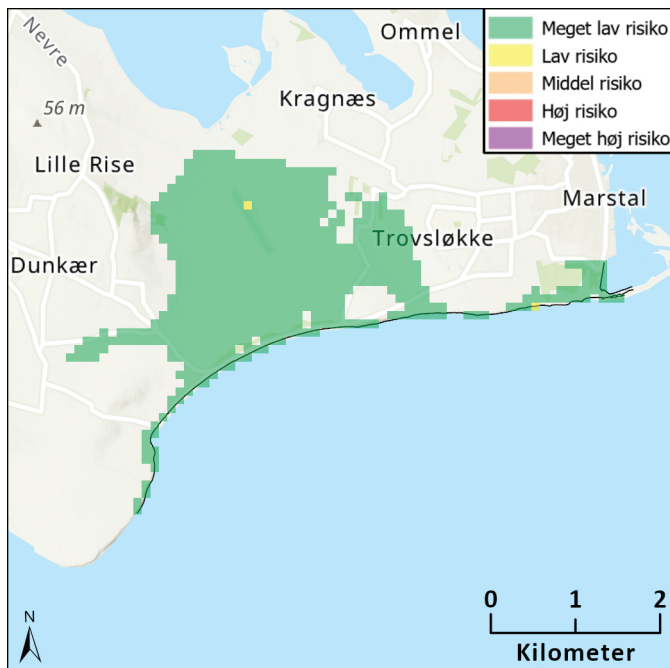 Nevre
Ommel
Kragnæs
56 m
Lille Rise
Marstal
Trovsløkke
Dunkær
Meget lav risiko
Lav risiko
Middel risiko
Høj risiko
Meget høj risiko
N
0 1 2
Kilometer